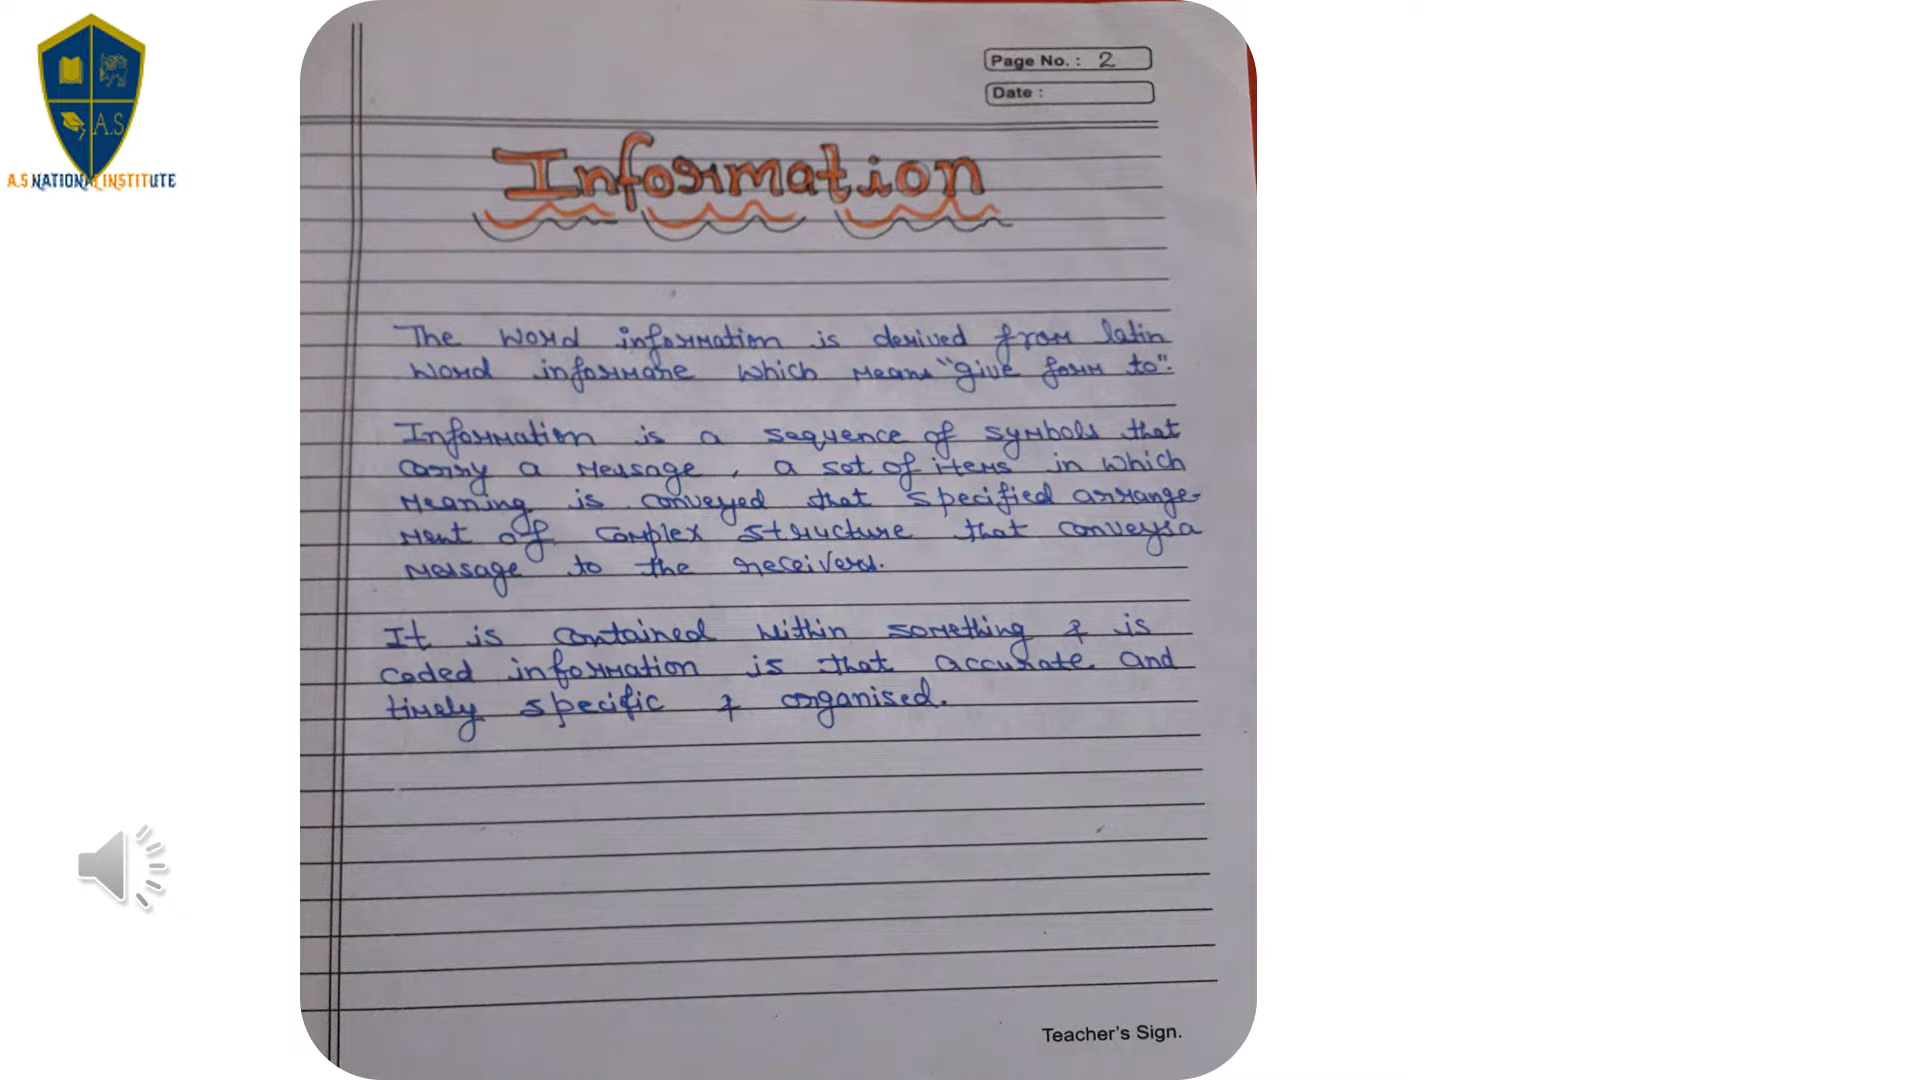 A.S
A.S NATIONAL INSTITUTE
Page No. : 2
Date :
Information
The word information is derived from latin
word informare which means "give form to".
Information is a sequence of symbols that
carry a message, a set of items in which
meaning is conveyed that specified arrange-
ment of complex structure that conveys a
message to the receivers.
It is contained within something & is
coded information is that accurate and
timely specific & organised.
Teacher's Sign.